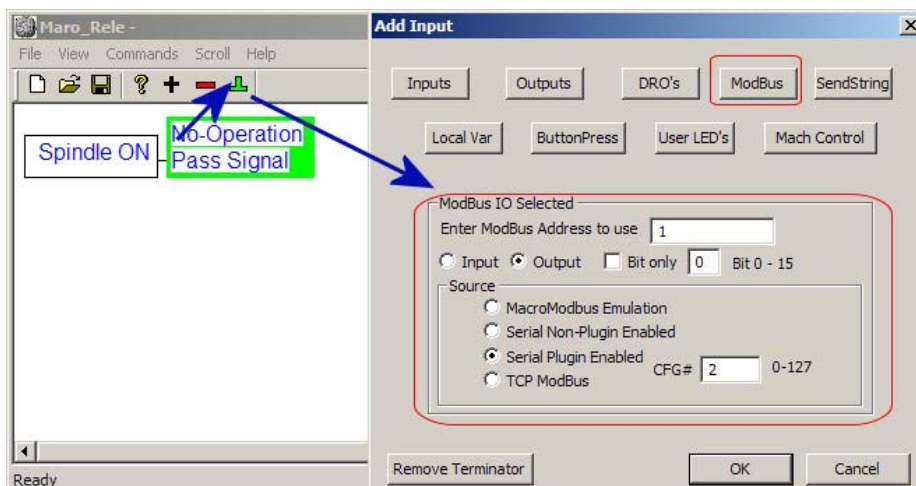 Maro_Rele -
File View Commands Scroll Help
Spindle ON
No-Operation
Pass Signal
Ready
Add Input
Inputs Outputs DRO's ModBus SendString
Local Var ButtonPress User LED's Mach Control
ModBus IO Selected
Enter ModBus Address to use 1
Input Output Bit only 0 Bit 0 - 15
Source
MacroModbus Emulation
Serial Non-Plugin Enabled
Serial Plugin Enabled CFG# 2 0-127
TCP ModBus
Remove Terminator OK Cancel